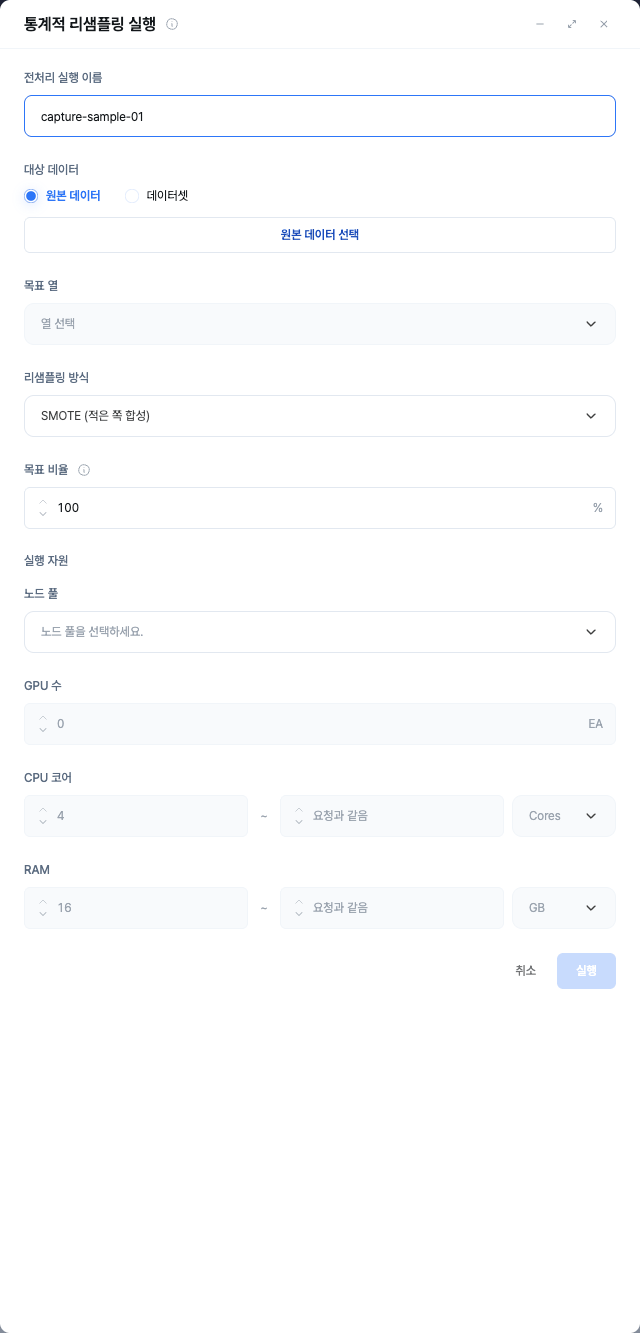 통계적 리샘플링 실행
전처리 실행 이름
capture-sample-01
대상 데이터
원본 데이터 데이터셋
원본 데이터 선택
목표 열
열 선택
리샘플링 방식
SMOTE (적은 쪽 합성)
목표 비율
100 %
실행 자원
노드 풀
노드 풀을 선택하세요.
GPU 수
0 EA
CPU 코어
4 ~ 요청과 같음 Cores
RAM
16 ~ 요청과 같음 GB
취소 실행